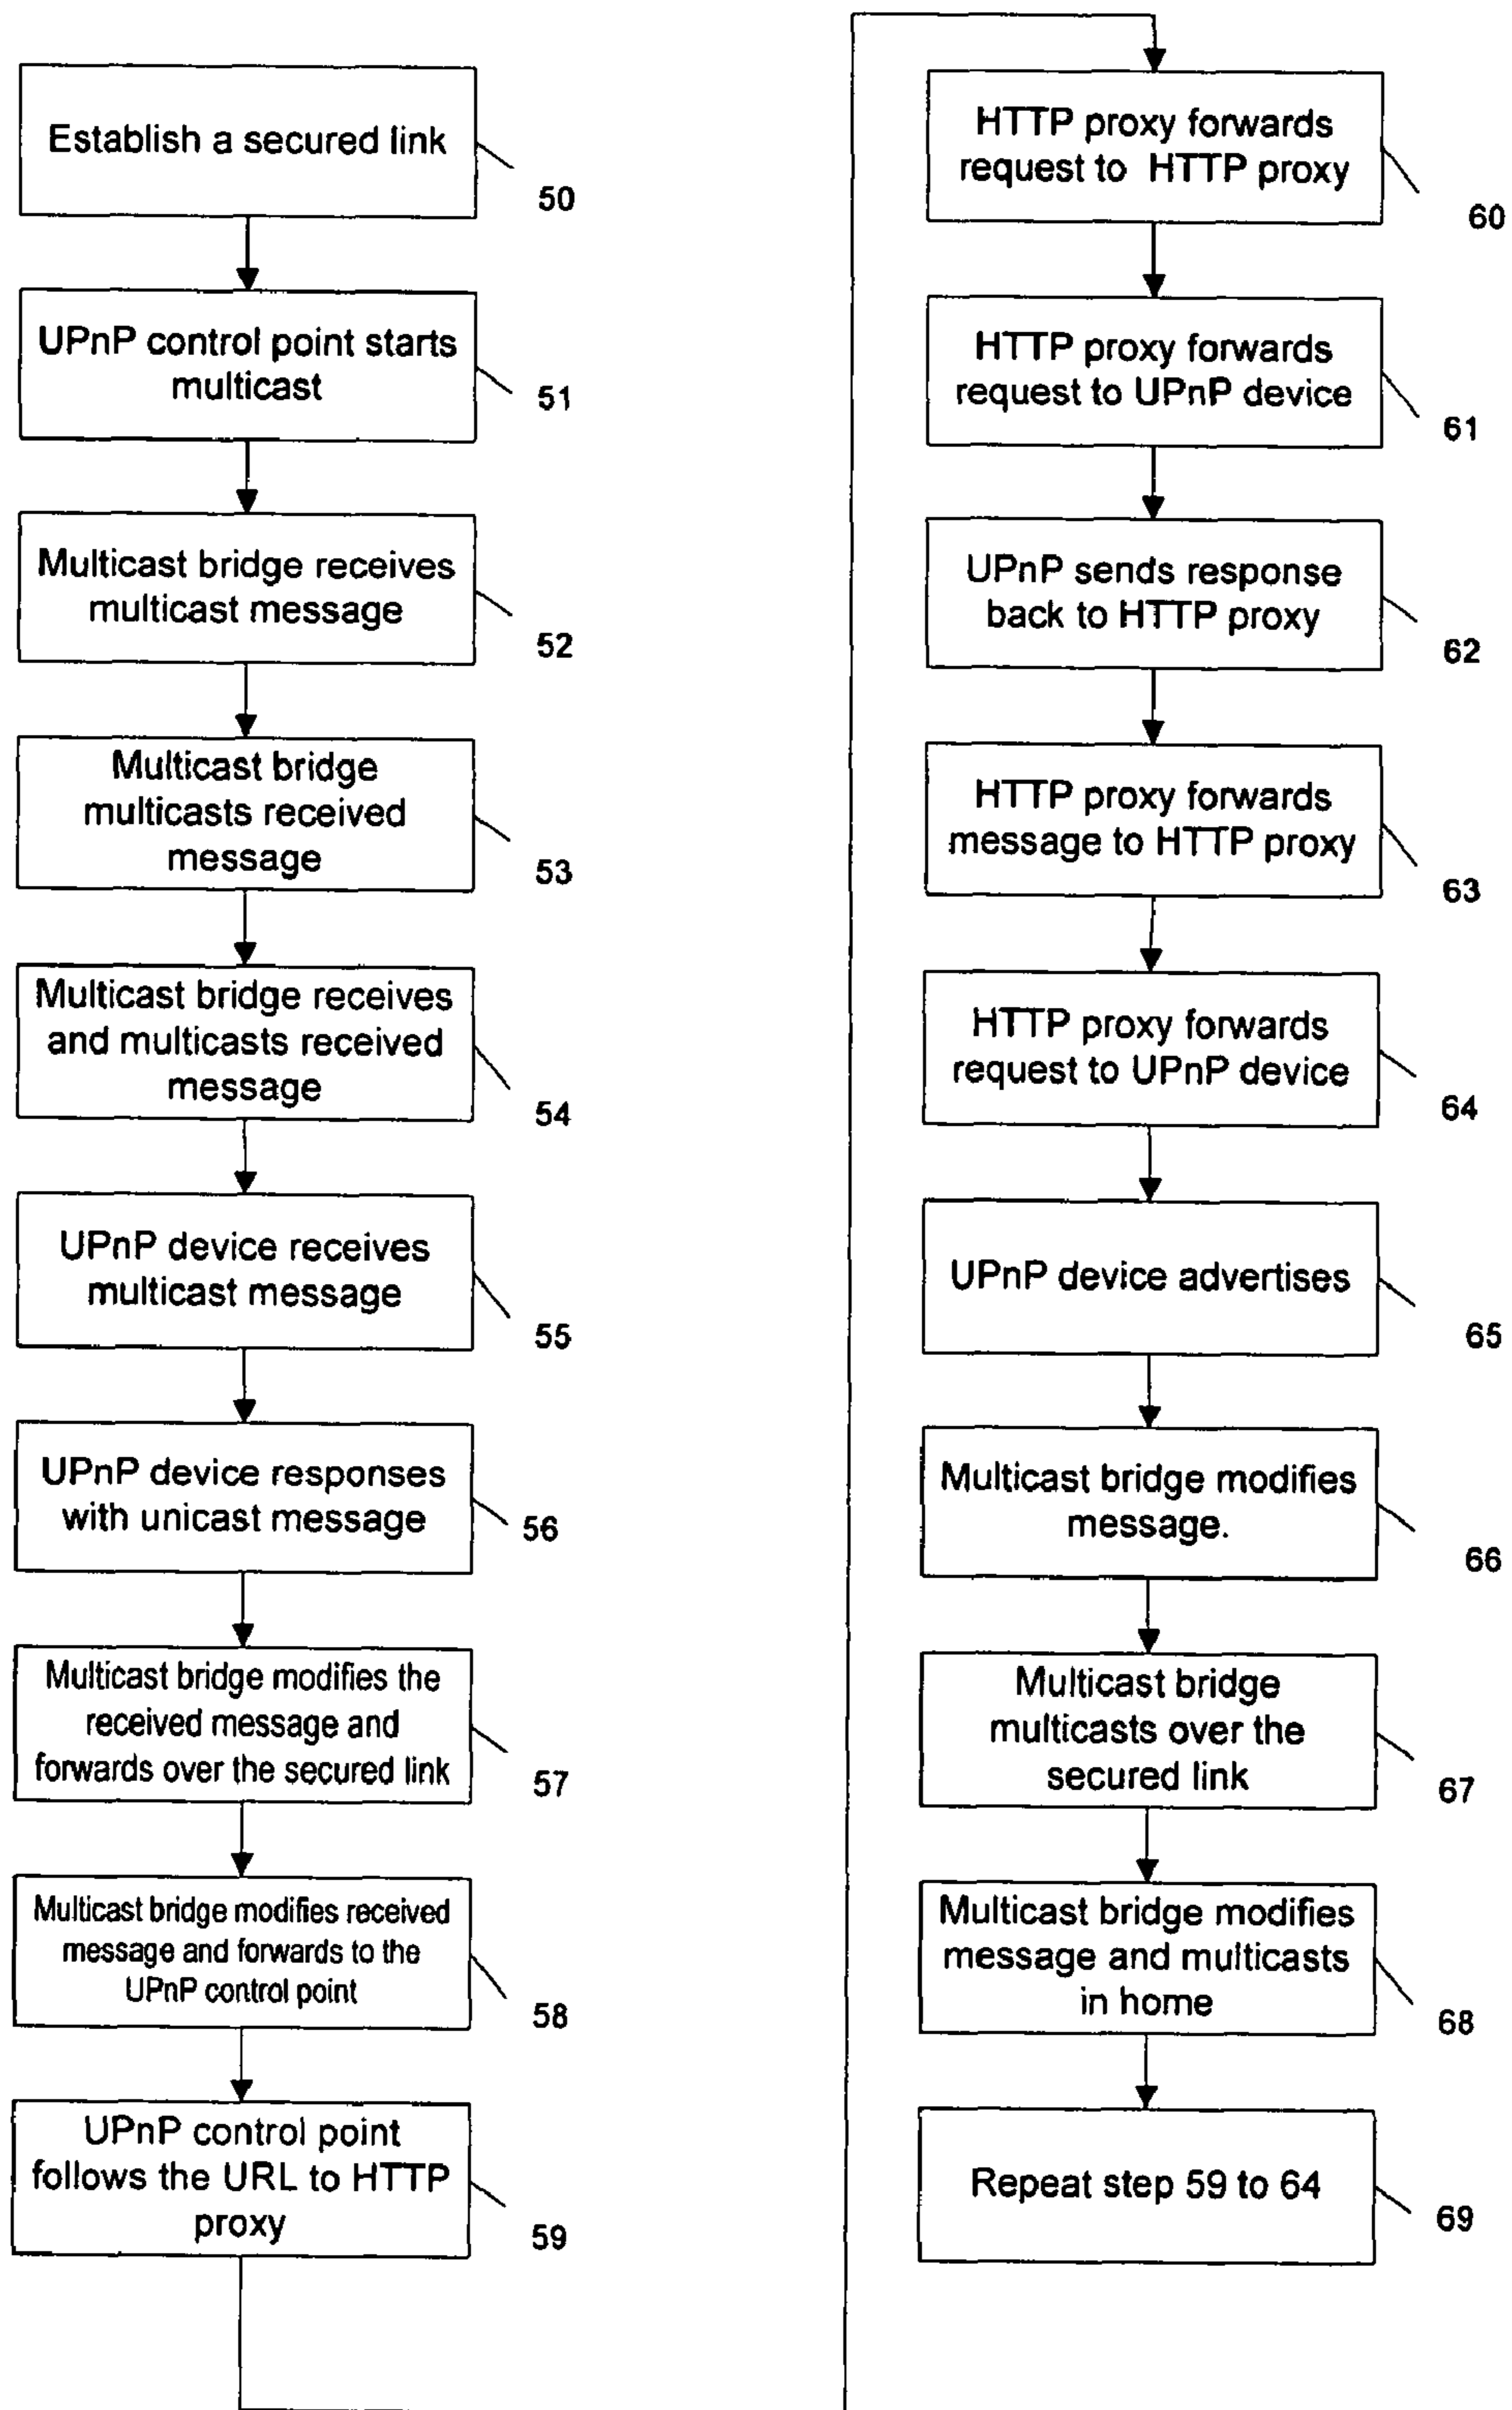 Establish a secured link
50
UPnP control point starts
multicast
51
Multicast bridge receives
multicast message
52
Multicast bridge
multicasts received
message
53
Multicast bridge receives
and multicasts received
message
54
UPnP device receives
multicast message
55
UPnP device responses
with unicast message
56
Multicast bridge modifies the
received message and
forwards over the secured link
57
Multicast bridge modifies received
message and forwards to the
UPnP control point
58
UPnP control point
follows the URL to HTTP
proxy
59
HTTP proxy forwards
request to HTTP proxy
60
HTTP proxy forwards
request to UPnP device
61
UPnP sends response
back to HTTP proxy
62
HTTP proxy forwards
message to HTTP proxy
63
HTTP proxy forwards
request to UPnP device
64
UPnP device advertises
65
Multicast bridge modifies
message.
66
Multicast bridge
multicasts over the
secured link
67
Multicast bridge modifies
message and multicasts
in home
68
Repeat step 59 to 64
69